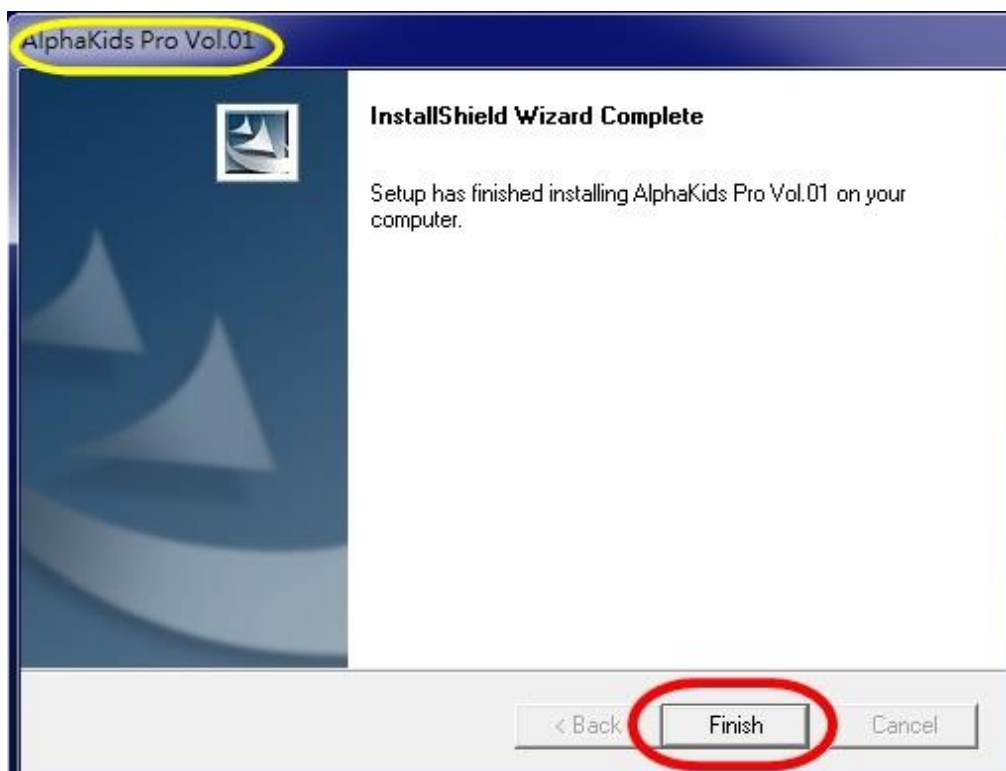 AlphaKids Pro Vol.01
InstallShield Wizard Complete
Setup has finished installing AlphaKids Pro Vol.01 on your
computer.
< Back
Finish
Cancel